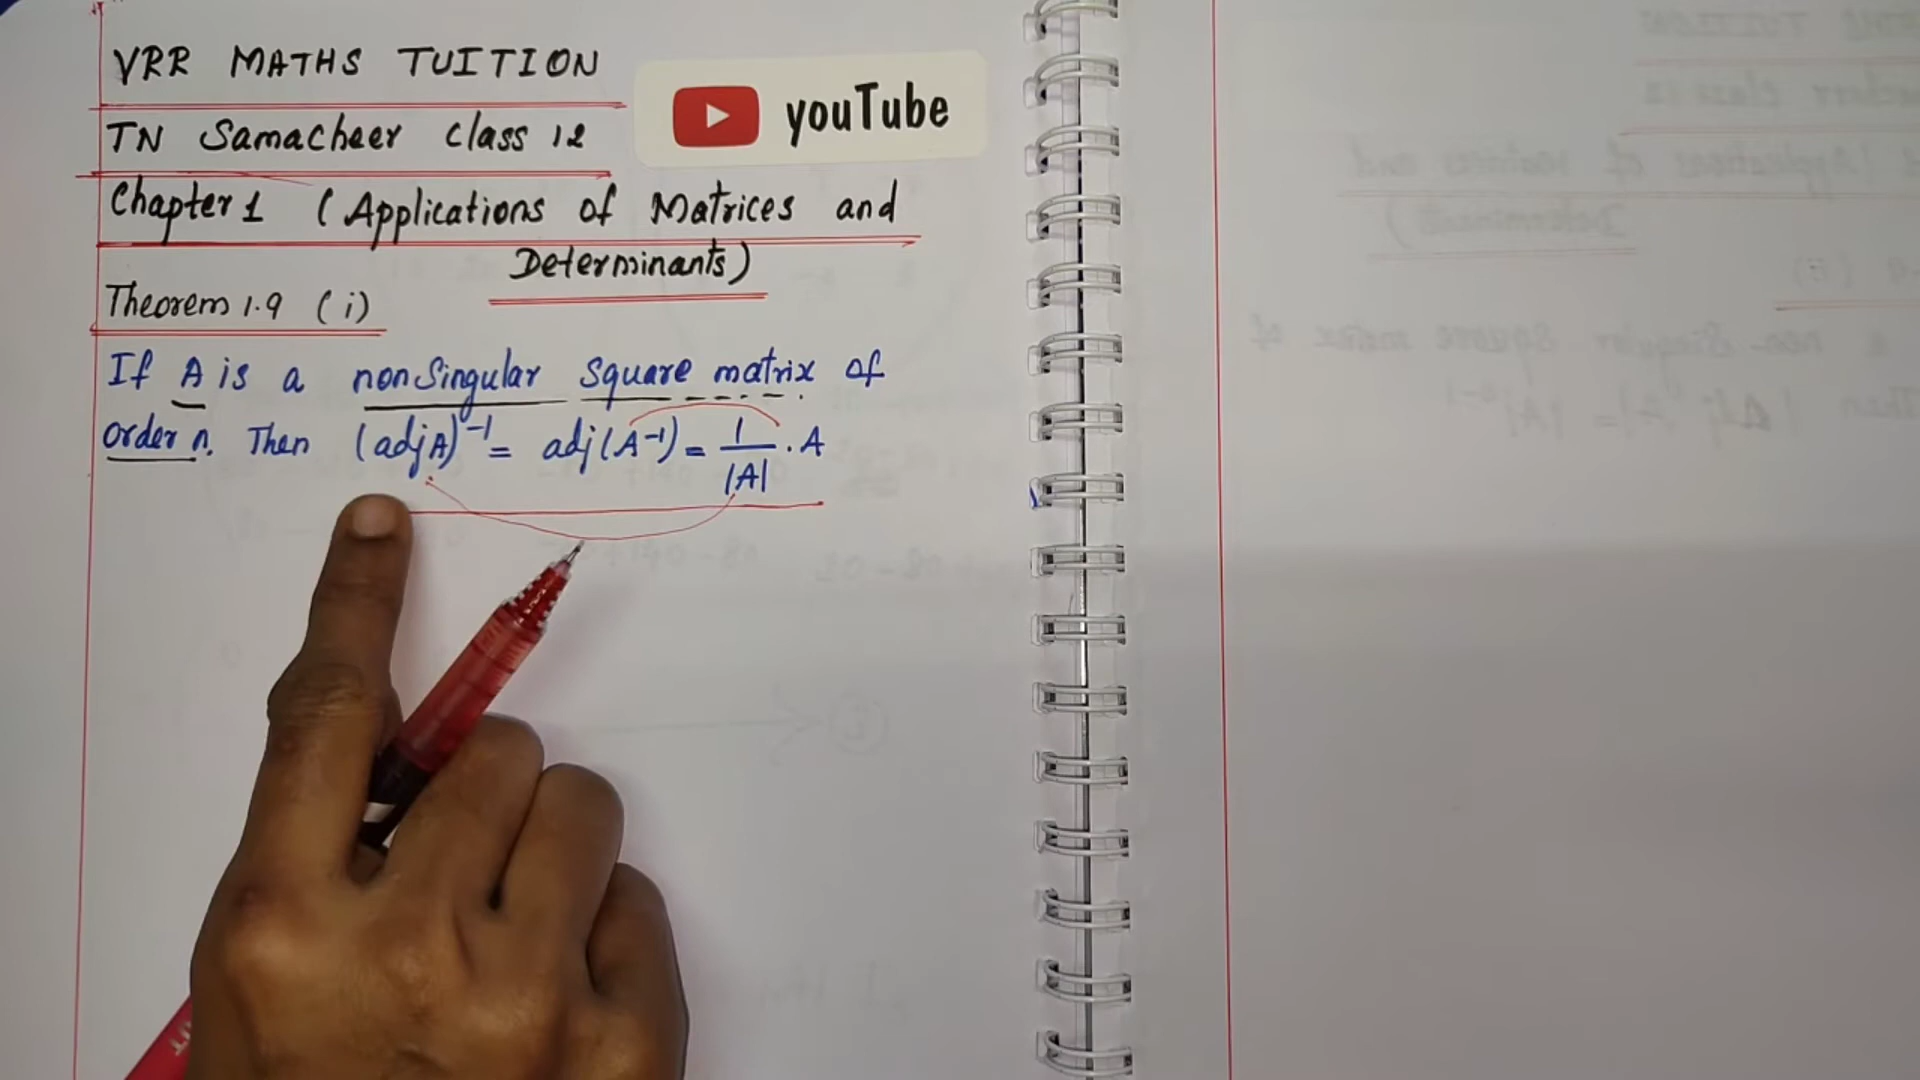 VRR MATHS TUITION
youTube
TN Samacheer Class 12
Chapter 1 (Applications of Matrices and
Determinants)
Theorem 1.9 (i)
If A is a nonSingular Square matrix of
order n. Then (adjA)⁻¹ = adj(A⁻¹) = 1/|A| . A